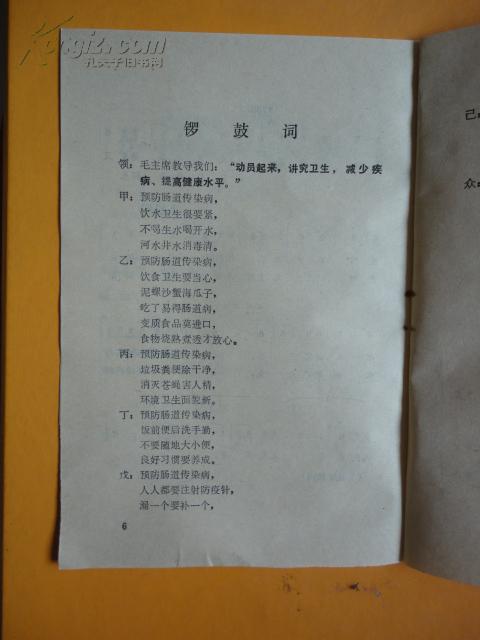 kongfz.com
孔夫子旧书网
锣鼓词
领：毛主席教导我们：“动员起来，讲究卫生，减少疾
病、提高健康水平。”
甲：预防肠道传染病，
饮水卫生很要紧，
不喝生水喝开水，
河水井水消毒清。
乙：预防肠道传染病，
饮食卫生要当心，
泥螺沙蟹海瓜子，
吃了易得肠道病，
变质食品莫进口，
食物烧熟煮透才放心。
丙：预防肠道传染病，
垃圾粪便除干净，
消灭苍蝇害人精，
环境卫生面貌新。
丁：预防肠道传染病，
饭前便后洗手勤，
不要随地大小便，
良好习惯要养成。
戊：预防肠道传染病，
人人都要注射防疫针，
漏一个要补一个，
6
己：
众：